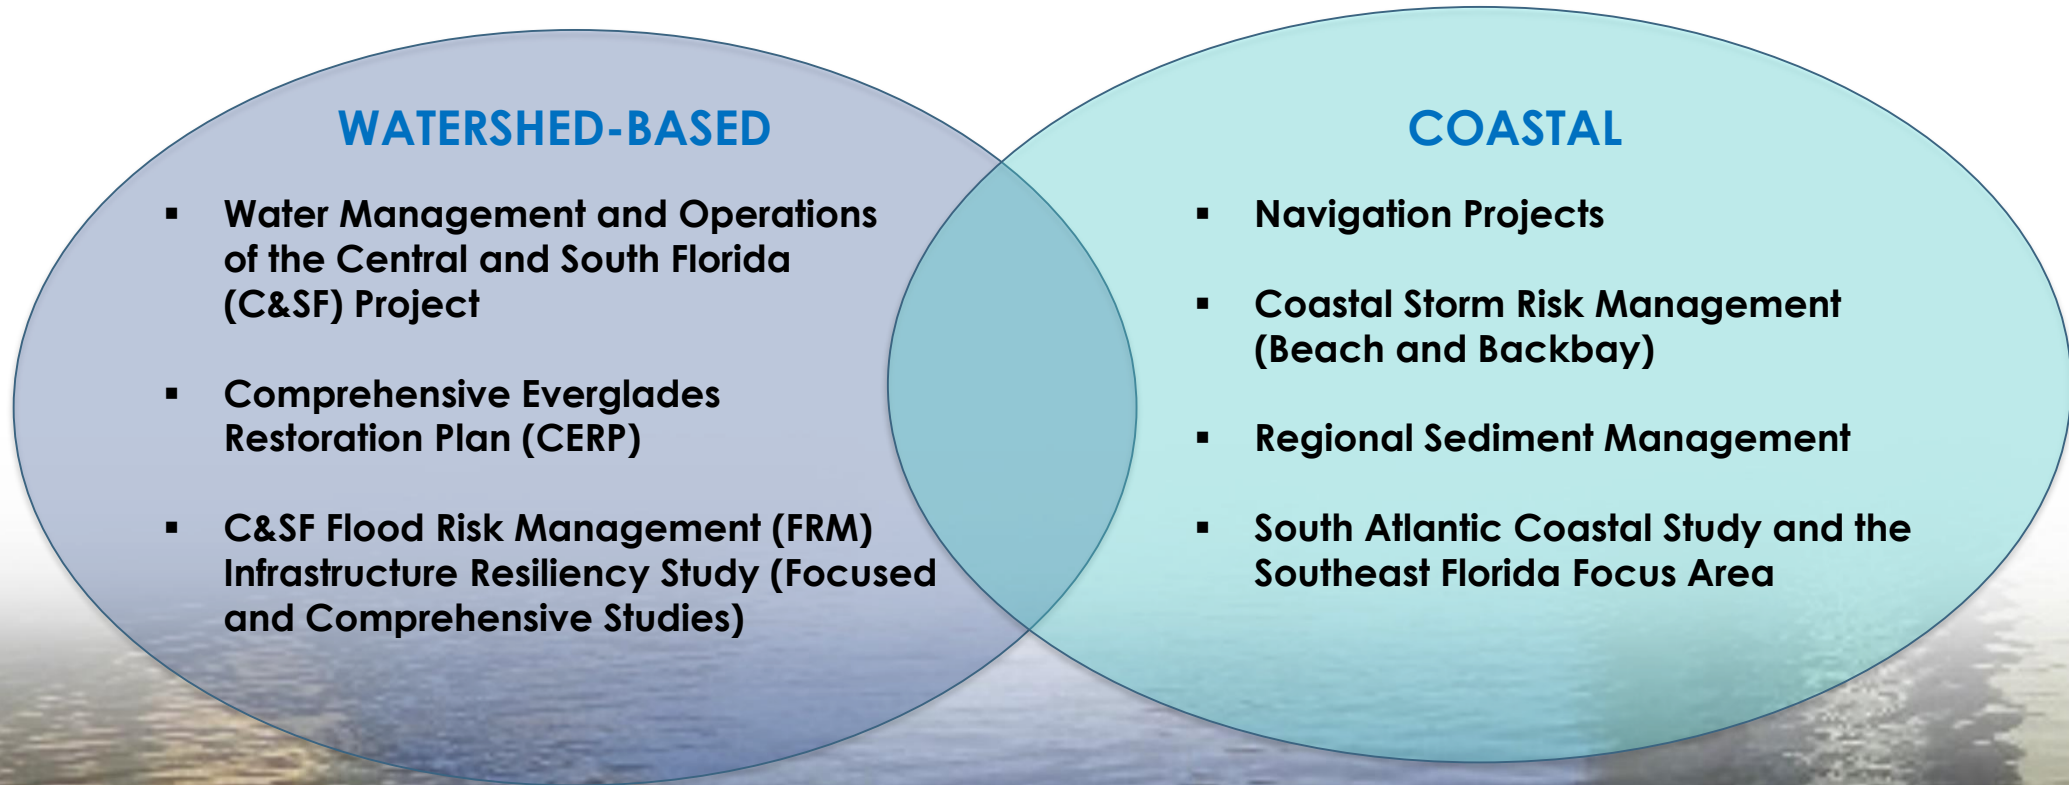 WATERSHED-BASED
▪ Water Management and Operations
of the Central and South Florida
(C&SF) Project
▪ Comprehensive Everglades
Restoration Plan (CERP)
▪ C&SF Flood Risk Management (FRM)
Infrastructure Resiliency Study (Focused
and Comprehensive Studies)
COASTAL
▪ Navigation Projects
▪ Coastal Storm Risk Management
(Beach and Backbay)
▪ Regional Sediment Management
▪ South Atlantic Coastal Study and the
Southeast Florida Focus Area